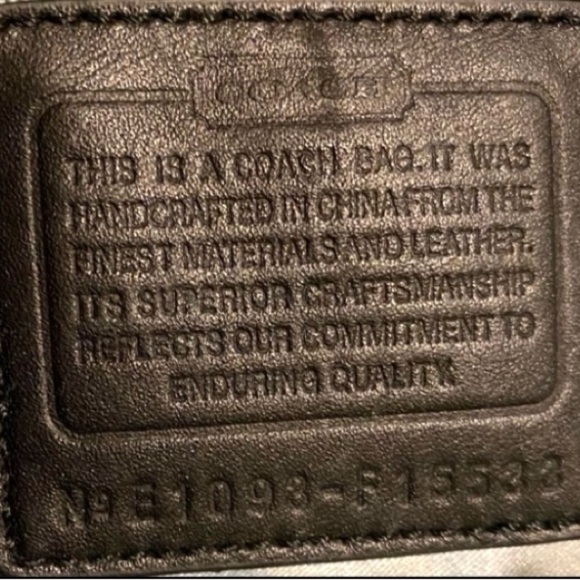 COACH
THIS IS A COACH BAG. IT WAS
HANDCRAFTED IN CHINA FROM THE
FINEST MATERIALS AND LEATHER.
ITS SUPERIOR CRAFTSMANSHIP
REFLECTS OUR COMMITMENT TO
ENDURING QUALITY.
No E1093-F15533